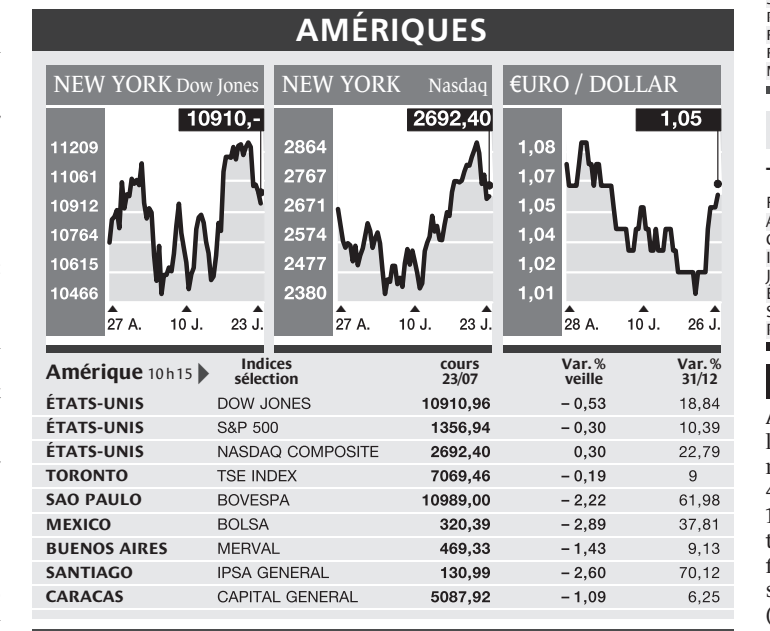 AMÉRIQUES
NEW YORK Dow Jones
10910,-
11209
11061
10912
10764
10615
10466
27 A. 10 J. 23 J.
NEW YORK Nasdaq
2692,40
2864
2767
2671
2574
2477
2380
27 A. 10 J. 23 J.
€URO / DOLLAR
1,05
1,08
1,07
1,05
1,04
1,02
1,01
28 A. 10 J. 26 J.
Amérique 10h15 Indices sélection cours 23/07 Var. % veille Var. % 31/12
ÉTATS-UNIS DOW JONES 10910,96 – 0,53 18,84
ÉTATS-UNIS S&P 500 1356,94 – 0,30 10,39
ÉTATS-UNIS NASDAQ COMPOSITE 2692,40 0,30 22,79
TORONTO TSE INDEX 7069,46 – 0,19 9
SAO PAULO BOVESPA 10989,00 – 2,22 61,98
MEXICO BOLSA 320,39 – 2,89 37,81
BUENOS AIRES MERVAL 469,33 – 1,43 9,13
SANTIAGO IPSA GENERAL 130,99 – 2,60 70,12
CARACAS CAPITAL GENERAL 5087,92 – 1,09 6,25